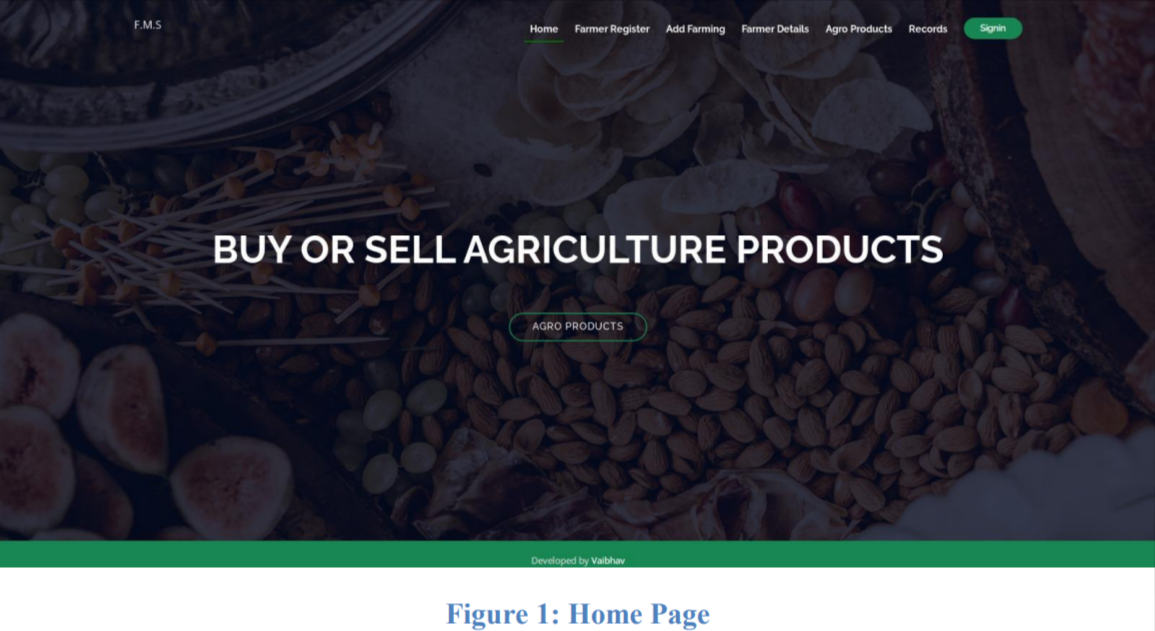 F.M.S
Home Farmer Register Add Farming Farmer Details Agro Products Records Signin
BUY OR SELL AGRICULTURE PRODUCTS
AGRO PRODUCTS
Developed by Vaibhav
Figure 1: Home Page